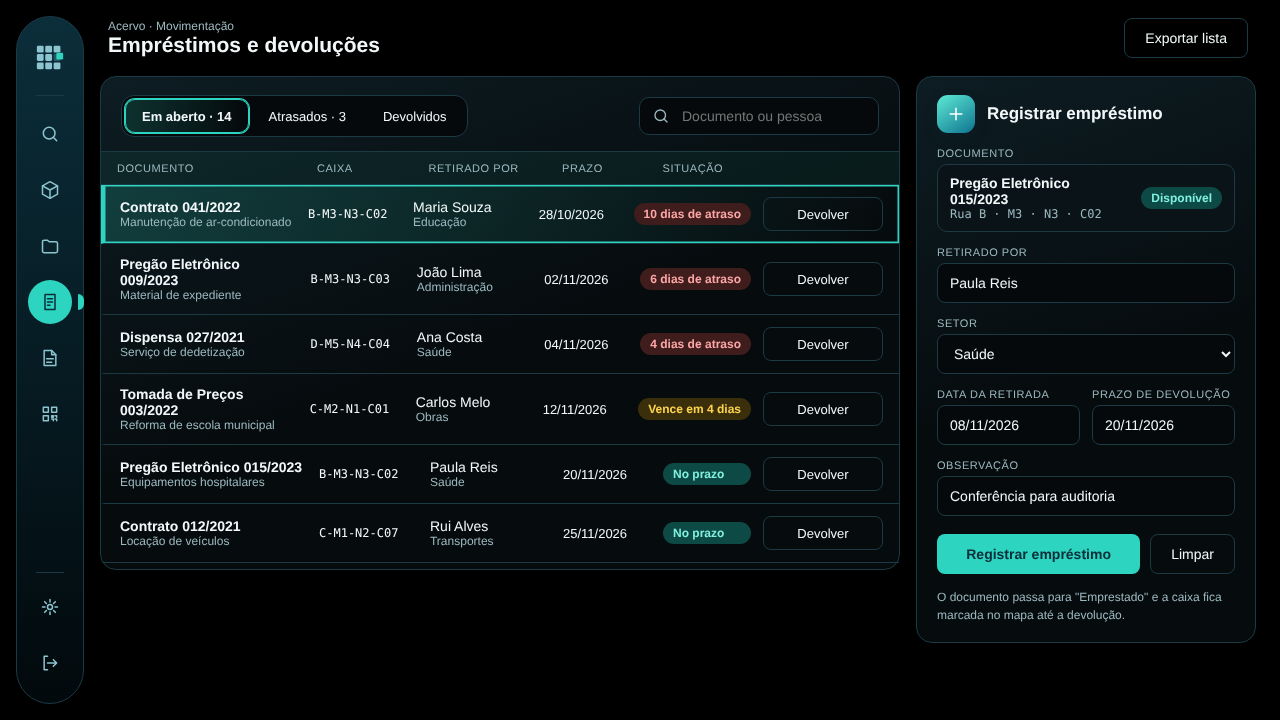 Acervo · Movimentação
Empréstimos e devoluções
Exportar lista
Em aberto · 14
Atrasados · 3
Devolvidos
Documento ou pessoa
DOCUMENTO CAIXA RETIRADO POR PRAZO SITUAÇÃO
Contrato 041/2022
Manutenção de ar-condicionado
B-M3-N3-C02
Maria Souza
Educação
28/10/2026
10 dias de atraso
Devolver
Pregão Eletrônico
009/2023
Material de expediente
B-M3-N3-C03
João Lima
Administração
02/11/2026
6 dias de atraso
Devolver
Dispensa 027/2021
Serviço de dedetização
D-M5-N4-C04
Ana Costa
Saúde
04/11/2026
4 dias de atraso
Devolver
Tomada de Preços
003/2022
Reforma de escola municipal
C-M2-N1-C01
Carlos Melo
Obras
12/11/2026
Vence em 4 dias
Devolver
Pregão Eletrônico 015/2023
Equipamentos hospitalares
B-M3-N3-C02
Paula Reis
Saúde
20/11/2026
No prazo
Devolver
Contrato 012/2021
Locação de veículos
C-M1-N2-C07
Rui Alves
Transportes
25/11/2026
No prazo
Devolver
Registrar empréstimo
DOCUMENTO
Pregão Eletrônico
015/2023
Rua B · M3 · N3 · C02
Disponível
RETIRADO POR
Paula Reis
SETOR
Saúde
DATA DA RETIRADA
08/11/2026
PRAZO DE DEVOLUÇÃO
20/11/2026
OBSERVAÇÃO
Conferência para auditoria
Registrar empréstimo
Limpar
O documento passa para "Emprestado" e a caixa fica
marcada no mapa até a devolução.